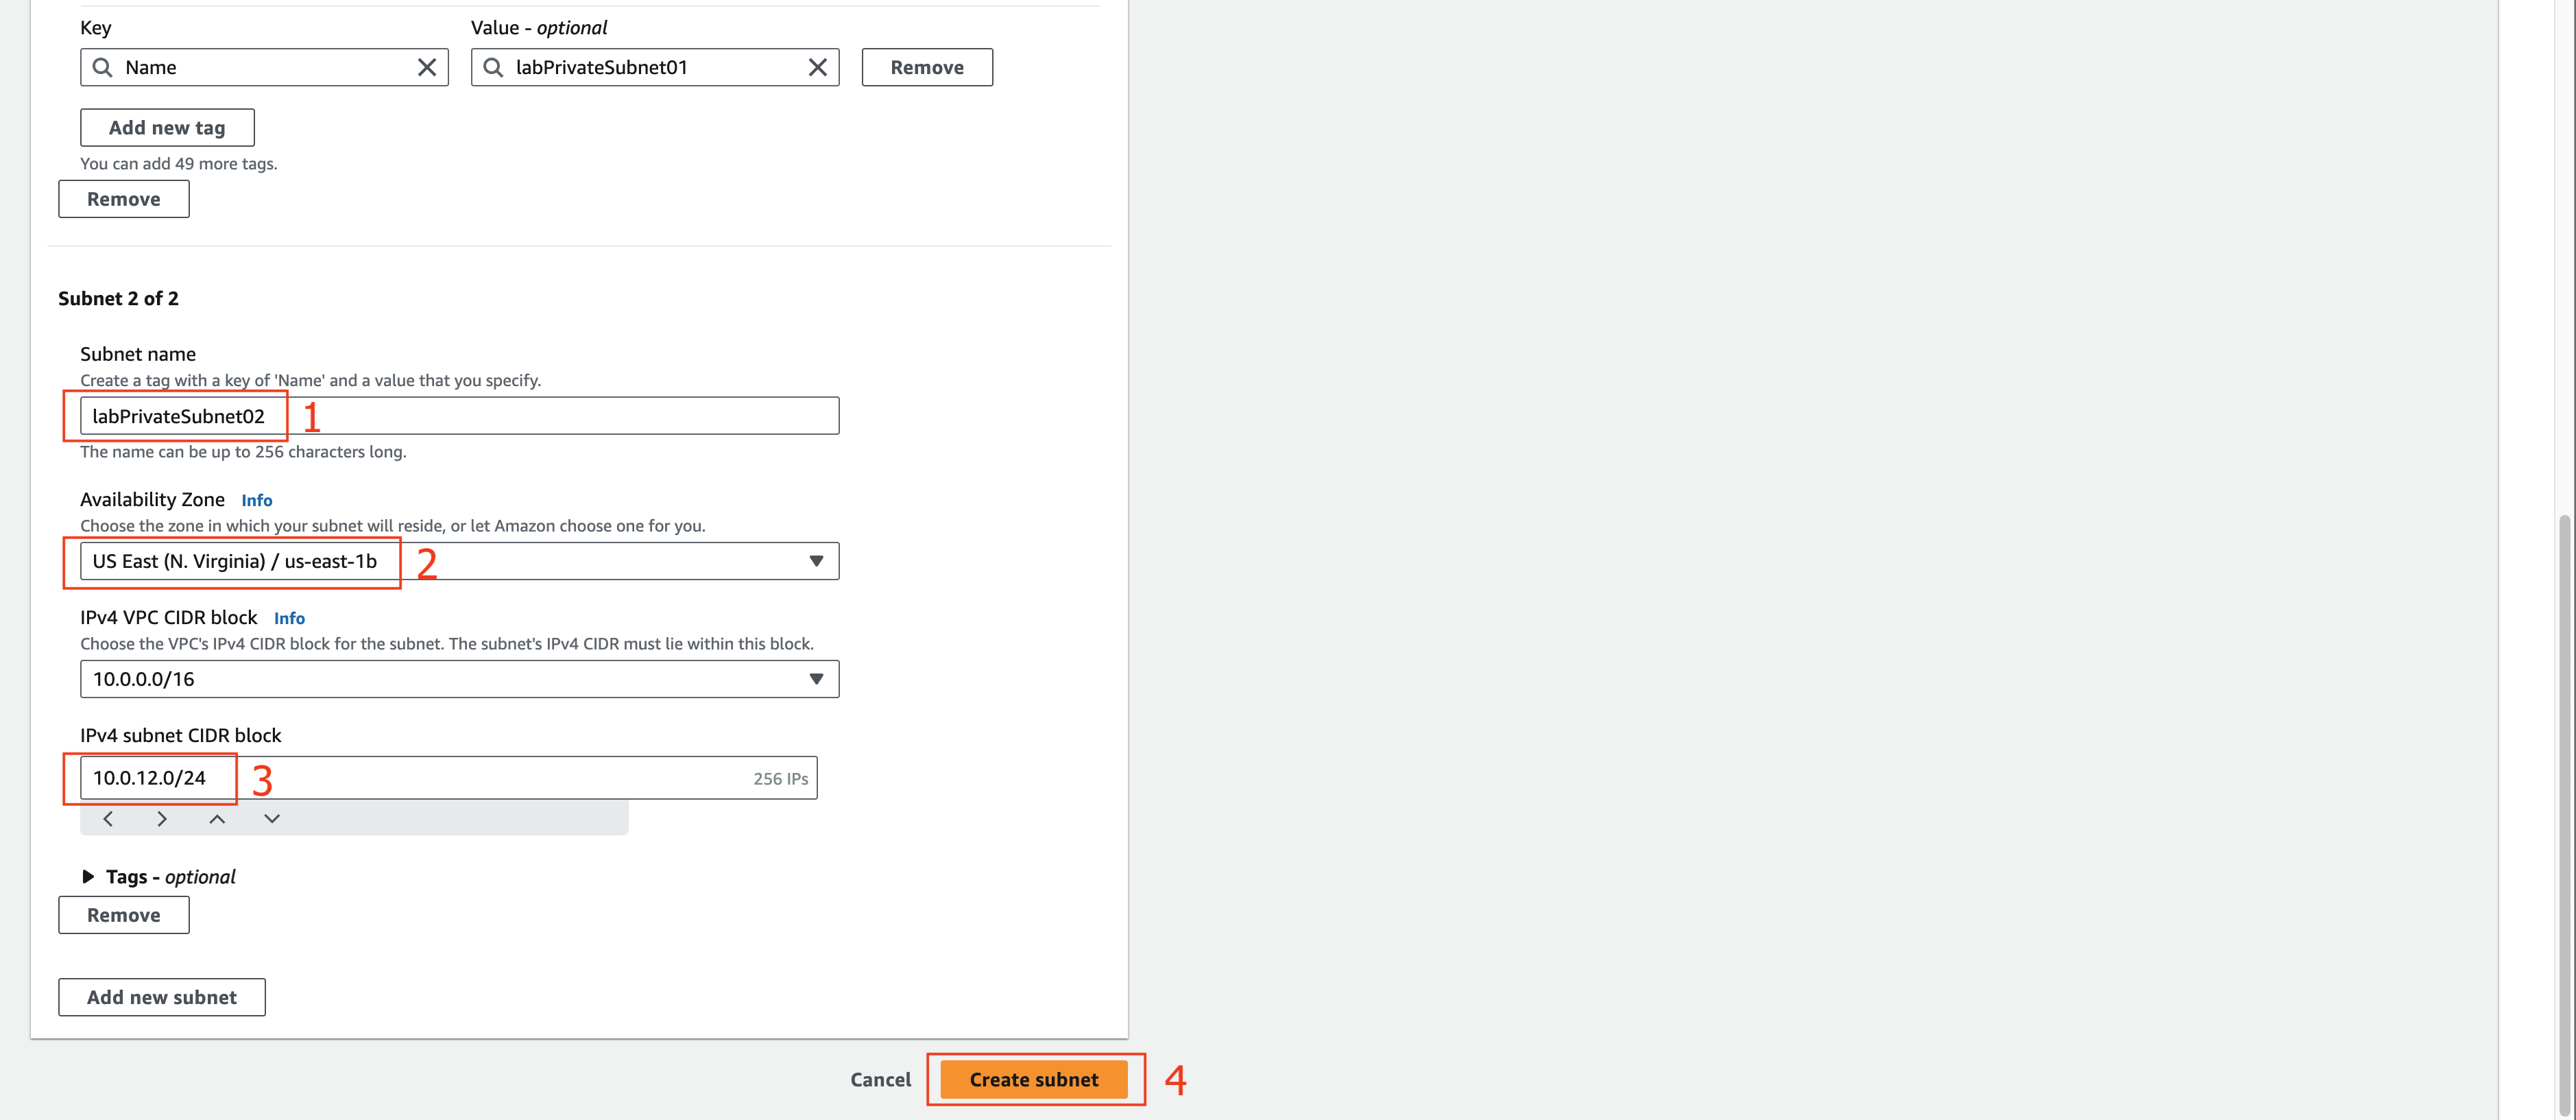 Key Value - optional
Name labPrivateSubnet01 Remove
Add new tag
You can add 49 more tags.
Remove
Subnet 2 of 2
Subnet name
Create a tag with a key of 'Name' and a value that you specify.
labPrivateSubnet02 1
The name can be up to 256 characters long.
Availability Zone Info
Choose the zone in which your subnet will reside, or let Amazon choose one for you.
US East (N. Virginia) / us-east-1b 2
IPv4 VPC CIDR block Info
Choose the VPC's IPv4 CIDR block for the subnet. The subnet's IPv4 CIDR must lie within this block.
10.0.0.0/16
IPv4 subnet CIDR block
10.0.12.0/24 3 256 IPs
Tags - optional
Remove
Add new subnet
Cancel Create subnet 4